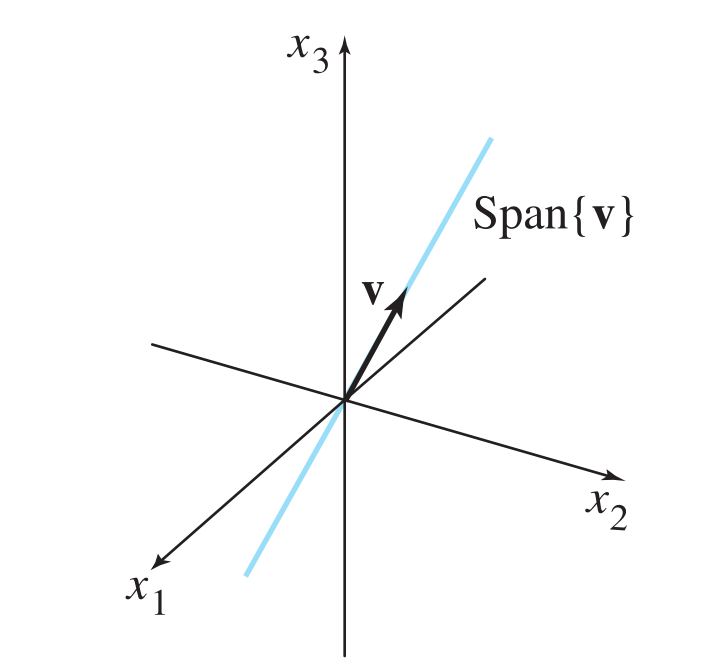 x₃
Span{v}
v
x₂
x₁